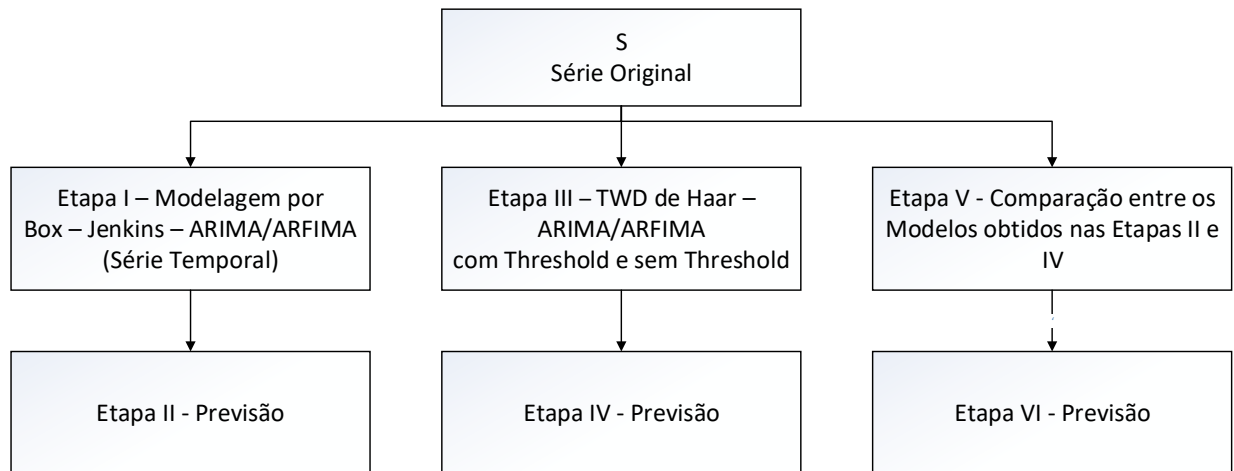 S
Série Original
Etapa I – Modelagem por
Box – Jenkins – ARIMA/ARFIMA
(Série Temporal)
Etapa III – TWD de Haar –
ARIMA/ARFIMA
com Threshold e sem Threshold
Etapa V - Comparação entre os
Modelos obtidos nas Etapas II e
IV
Etapa II - Previsão
Etapa IV - Previsão
Etapa VI - Previsão